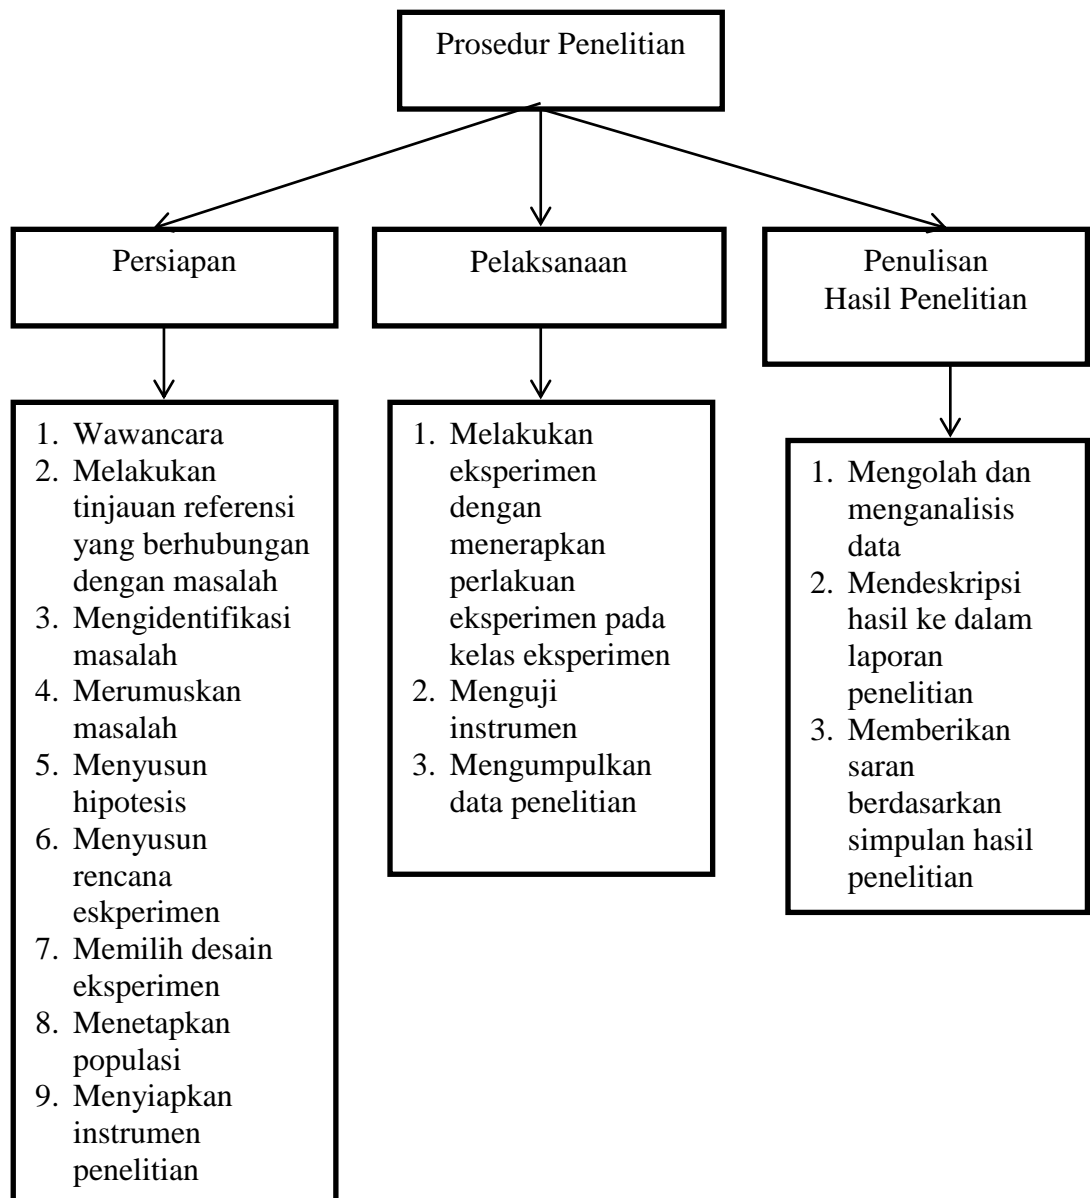 Prosedur Penelitian
Persiapan
Pelaksanaan
Penulisan
Hasil Penelitian
1. Wawancara
2. Melakukan
tinjauan referensi
yang berhubungan
dengan masalah
3. Mengidentifikasi
masalah
4. Merumuskan
masalah
5. Menyusun
hipotesis
6. Menyusun
rencana
eskperimen
7. Memilih desain
eksperimen
8. Menetapkan
populasi
9. Menyiapkan
instrumen
penelitian
1. Melakukan
eksperimen
dengan
menerapkan
perlakuan
eksperimen pada
kelas eksperimen
2. Menguji
instrumen
3. Mengumpulkan
data penelitian
1. Mengolah dan
menganalisis
data
2. Mendeskripsi
hasil ke dalam
laporan
penelitian
3. Memberikan
saran
berdasarkan
simpulan hasil
penelitian